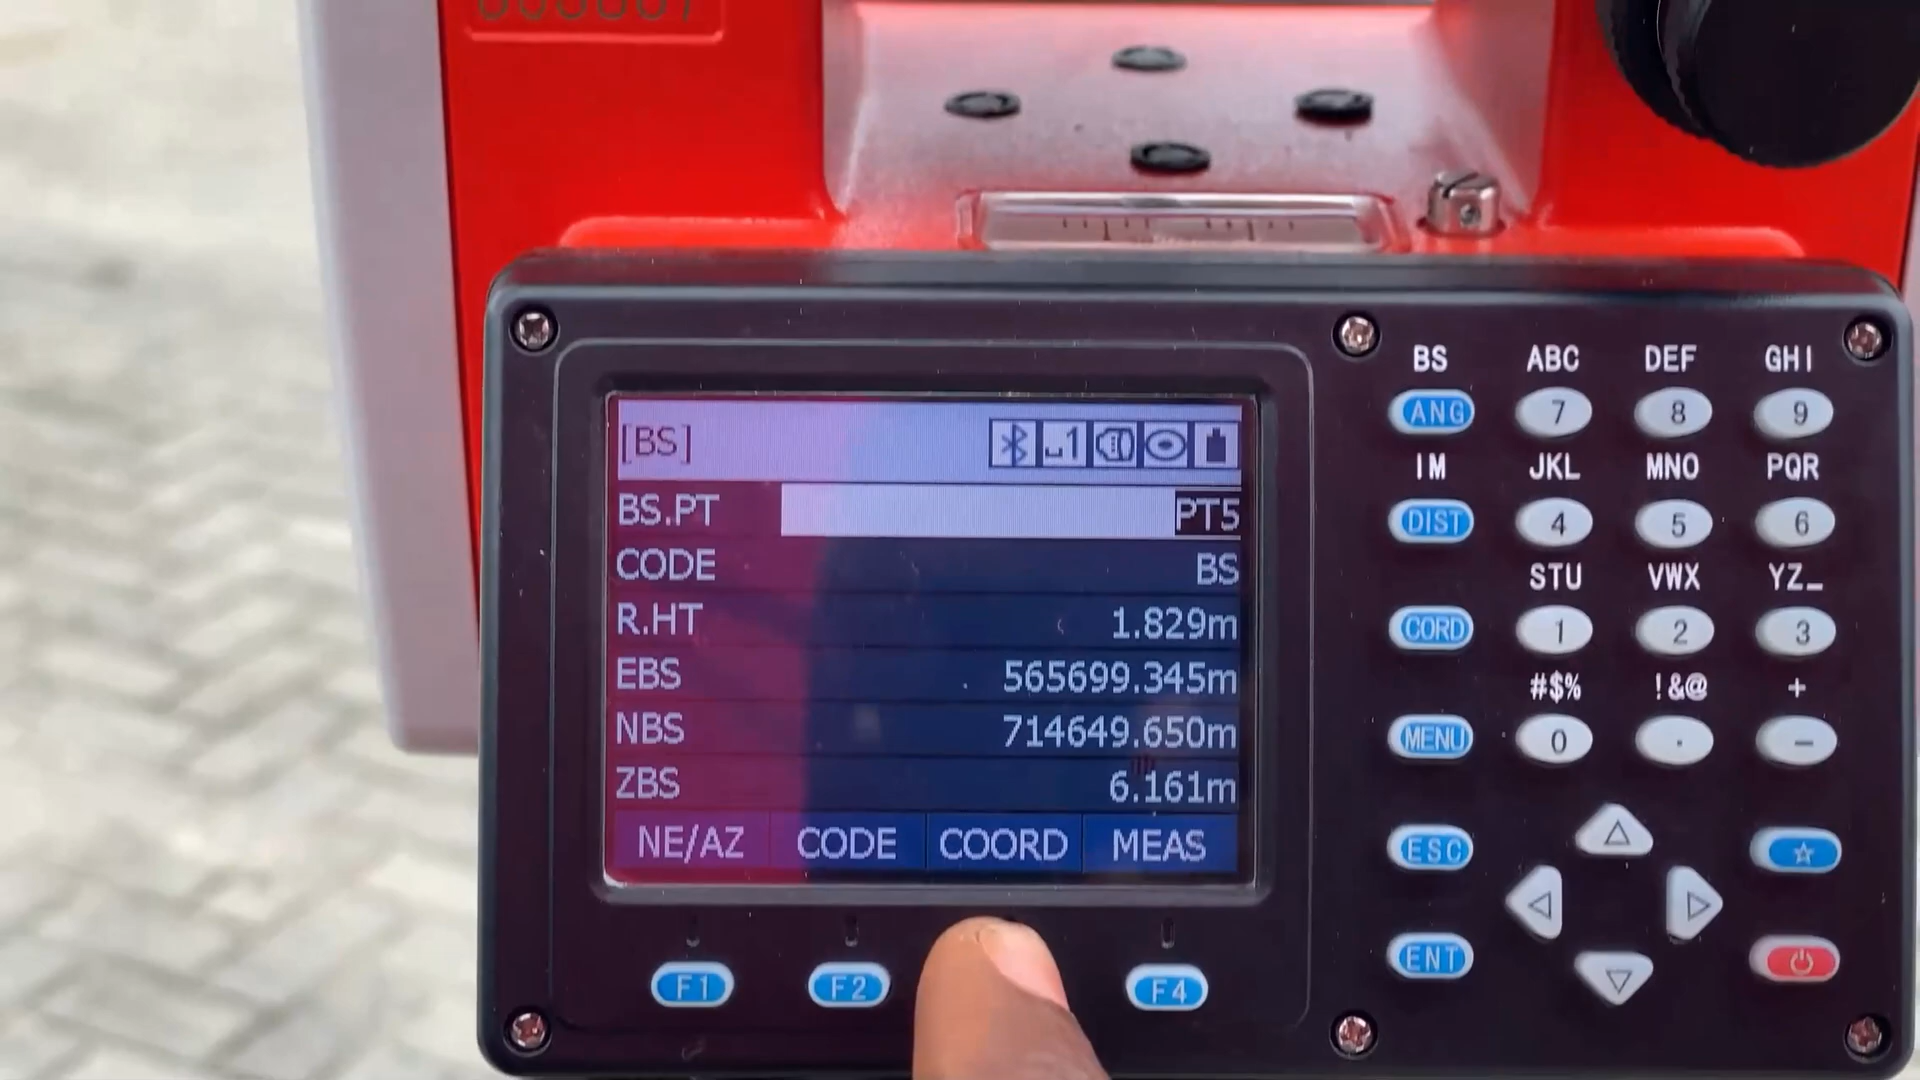 [BS] 1
BS.PT PT5
CODE BS
R.HT 1.829m
EBS 565699.345m
NBS 714649.650m
ZBS 6.161m
NE/AZ CODE COORD MEAS
F1 F2 F4
BS ABC DEF GHI
ANG 7 8 9
IM JKL MNO PQR
DIST 4 5 6
STU VWX YZ_
CORD 1 2 3
#$% !&@ +
MENU 0 . −
ESC ☆
ENT